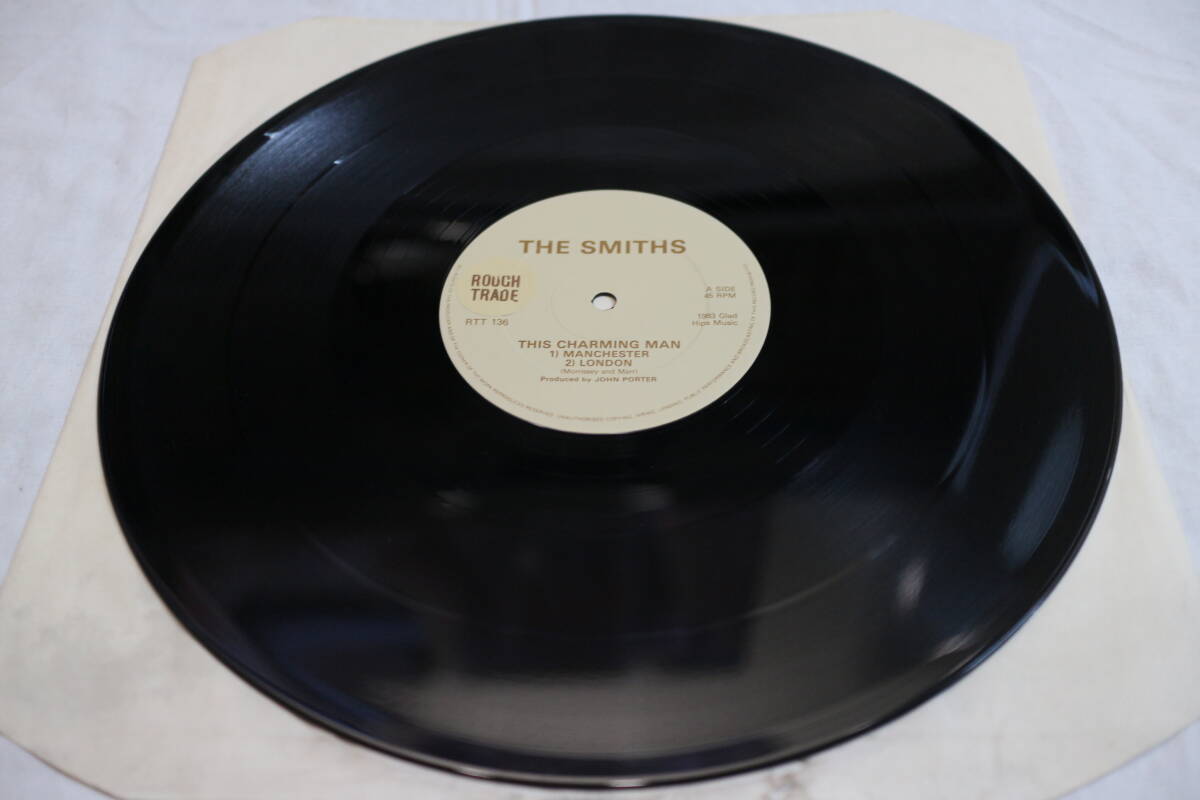 THE SMITHS
ROUGH
TRADE
RTT 136
A SIDE
45 RPM
1983 Glad
Hips Music
THIS CHARMING MAN
1) MANCHESTER
2) LONDON
(Morrissey and Marr)
Produced by JOHN PORTER